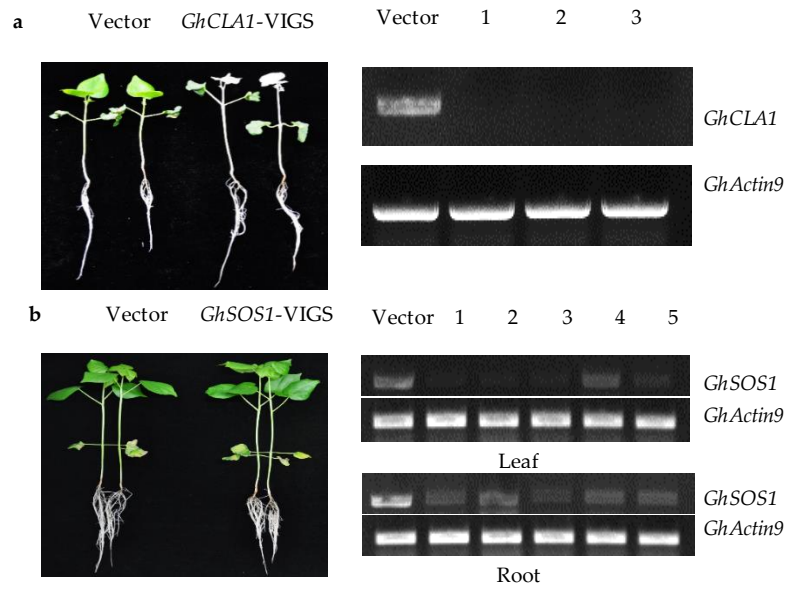 a Vector GhCLA1-VIGS Vector 1 2 3
GhCLA1
GhActin9
b Vector GhSOS1-VIGS Vector 1 2 3 4 5
GhSOS1
GhActin9
Leaf
GhSOS1
GhActin9
Root